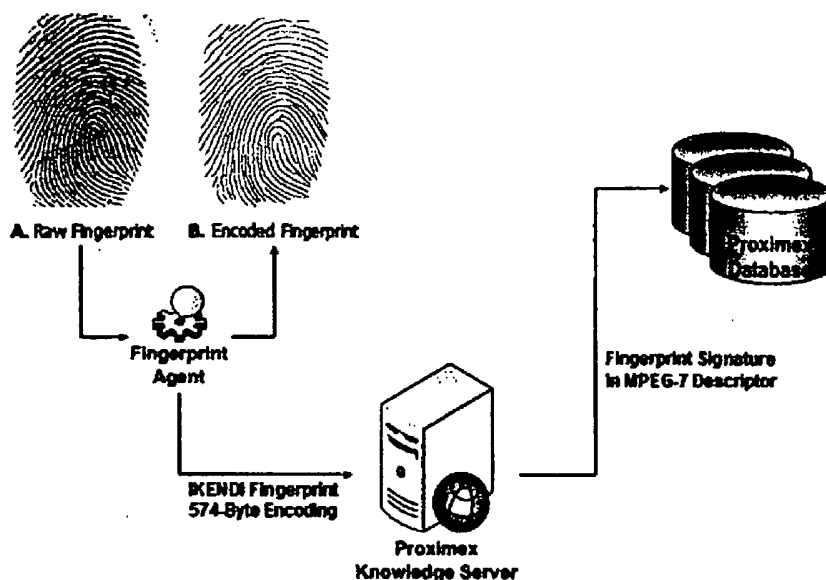 A. Raw Fingerprint
B. Encoded Fingerprint
Fingerprint
Agent
IKENDI Fingerprint
574-Byte Encoding
Proximex
Knowledge Server
Fingerprint Signature
in MPEG-7 Descriptor
Proximex
Database